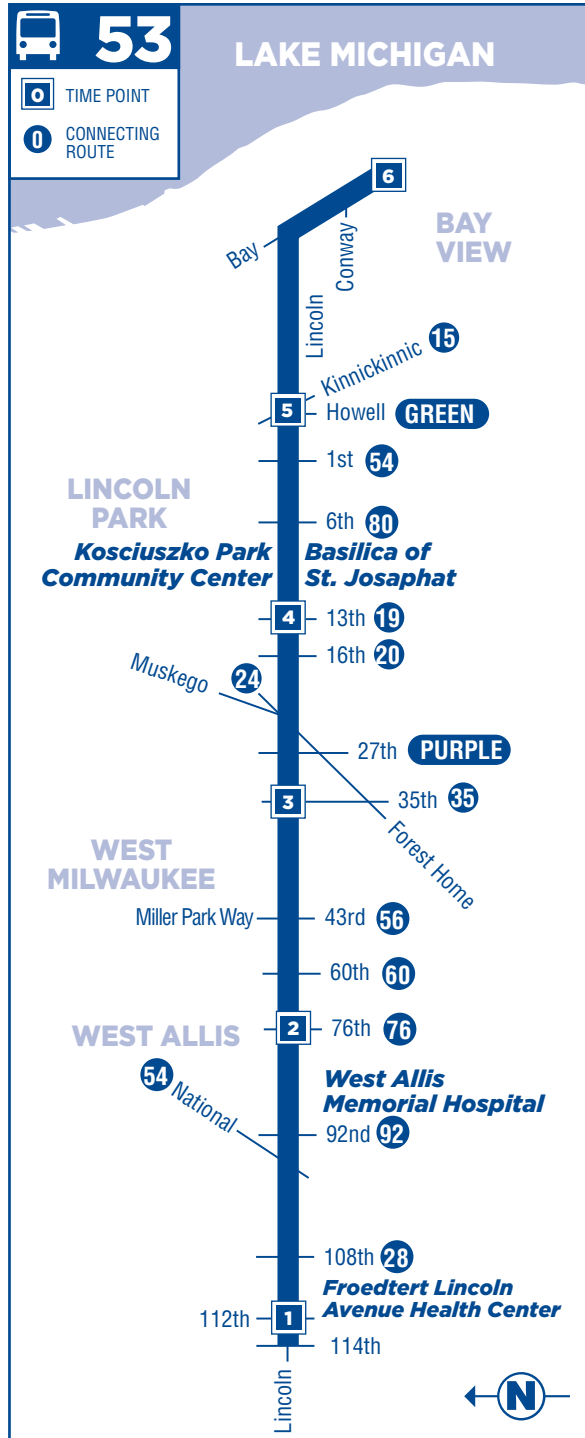 53
LAKE MICHIGAN
0 TIME POINT
0 CONNECTING
ROUTE
6
BAY
VIEW
Bay
Conway
Lincoln
Kinnickinnic 15
5
Howell GREEN
1st 54
LINCOLN
PARK
6th 80
Kosciuszko Park
Community Center
Basilica of
St. Josaphat
4
13th 19
16th 20
Muskego
24
27th PURPLE
3
35th 35
Forest Home
WEST
MILWAUKEE
Miller Park Way
43rd 56
60th 60
2
76th 76
WEST ALLIS
54 National
West Allis
Memorial Hospital
92nd 92
108th 28
Froedtert Lincoln
Avenue Health Center
112th
1
114th
Lincoln
N